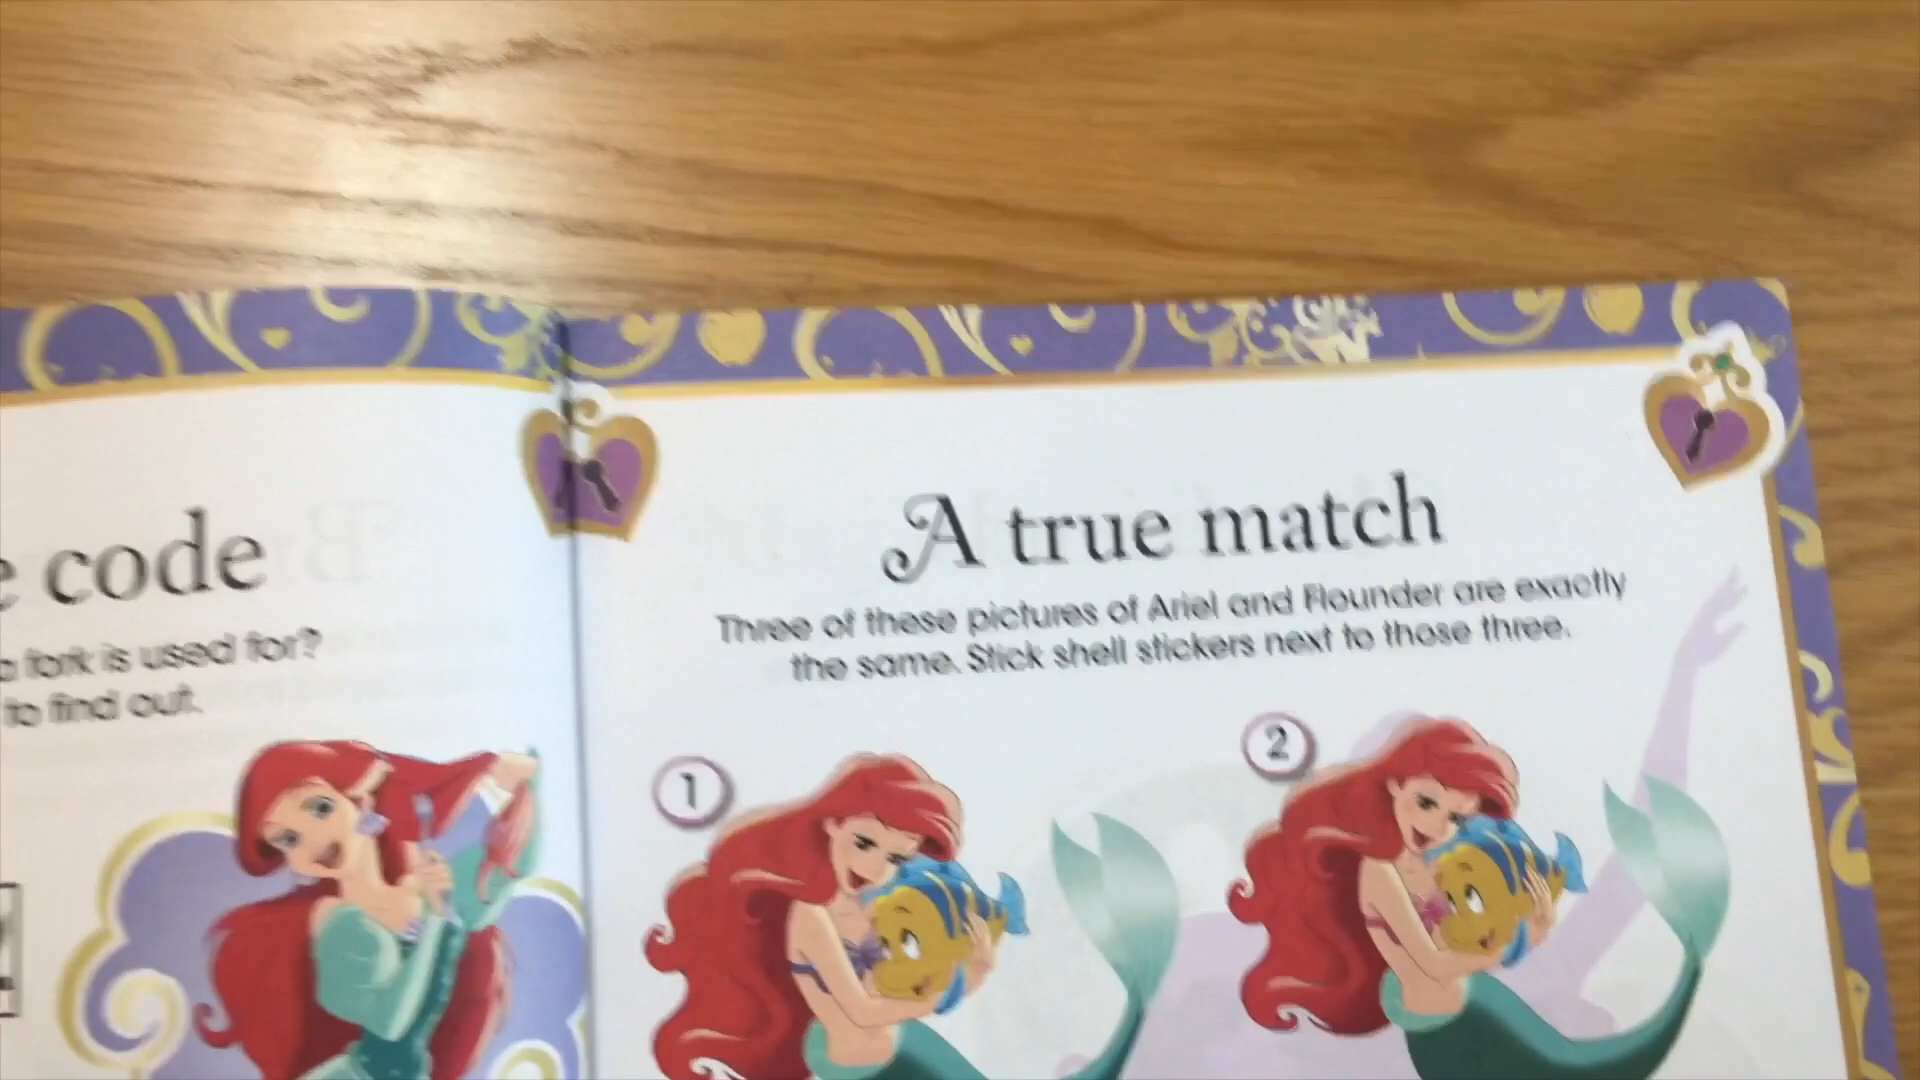 code
a fork is used for?
to find out.
A true match
Three of these pictures of Ariel and Flounder are exactly
the same. Stick shell stickers next to those three.
1
2